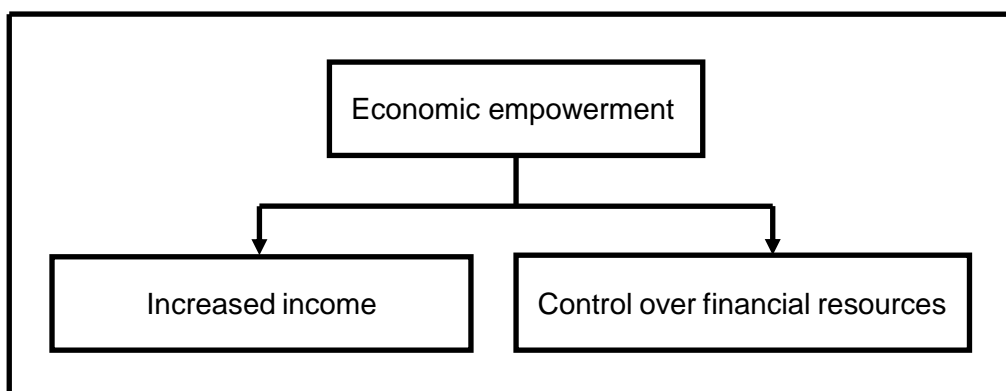 Economic empowerment
Increased income
Control over financial resources